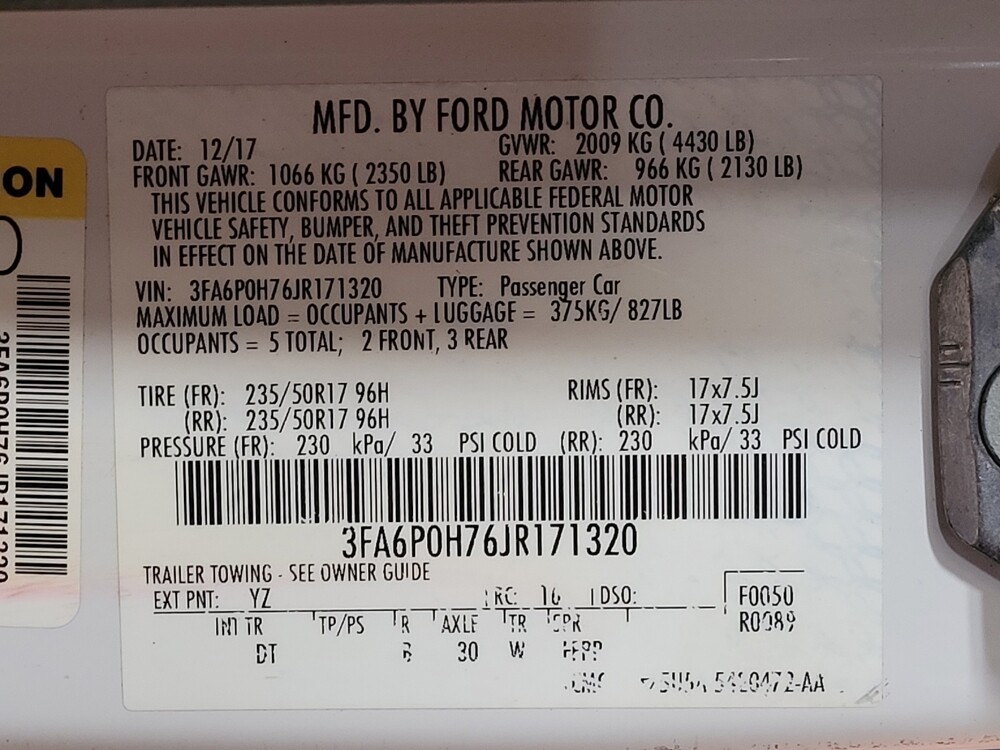 MFD. BY FORD MOTOR CO.
DATE: 12/17 GVWR: 2009 KG ( 4430 LB)
FRONT GAWR: 1066 KG ( 2350 LB) REAR GAWR: 966 KG ( 2130 LB)
THIS VEHICLE CONFORMS TO ALL APPLICABLE FEDERAL MOTOR
VEHICLE SAFETY, BUMPER, AND THEFT PREVENTION STANDARDS
IN EFFECT ON THE DATE OF MANUFACTURE SHOWN ABOVE.
VIN: 3FA6P0H76JR171320 TYPE: Passenger Car
MAXIMUM LOAD = OCCUPANTS + LUGGAGE = 375KG/ 827LB
OCCUPANTS = 5 TOTAL; 2 FRONT, 3 REAR
TIRE (FR): 235/50R17 96H RIMS (FR): 17x7.5J
(RR): 235/50R17 96H (RR): 17x7.5J
PRESSURE (FR): 230 kPa/ 33 PSI COLD (RR): 230 kPa/ 33 PSI COLD
3FA6P0H76JR171320
TRAILER TOWING - SEE OWNER GUIDE
EXT PNT: YZ RC: 16 DSO: F0050
INT TR TP/PS R AXLE TR SPR R0089
DT 30 W
ON
3FA6P0H76JR171320